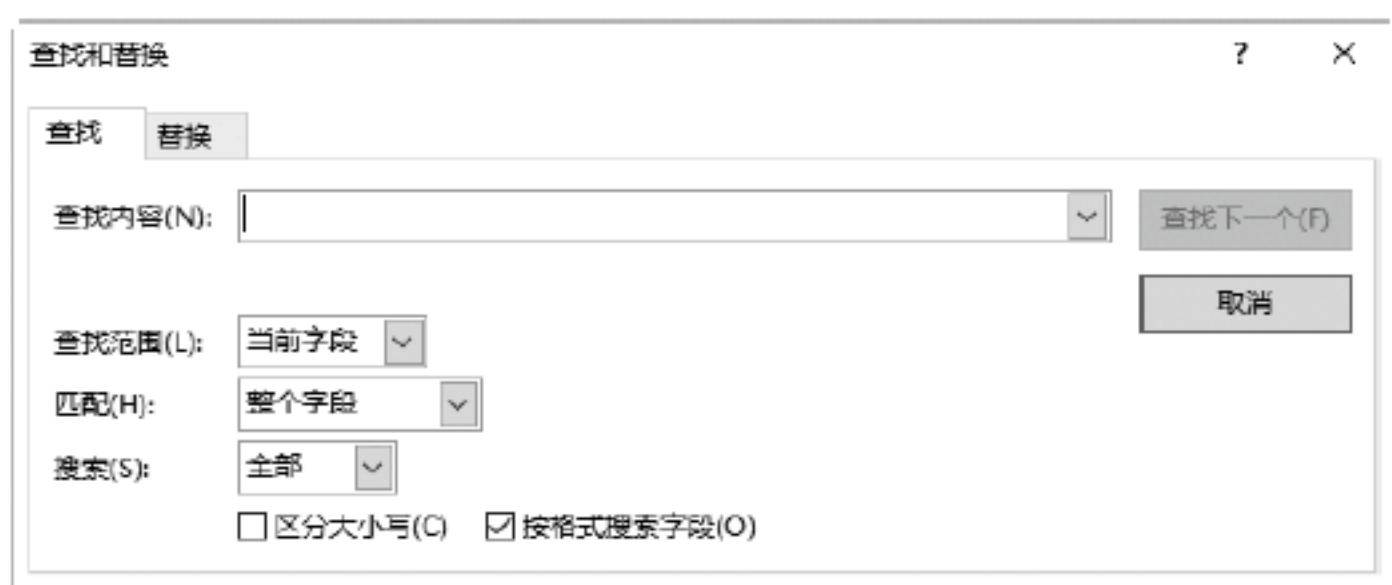 查找和替换 ? ×
查找 替换
查找内容(N): 查找下一个(F)
取消
查找范围(L): 当前字段
匹配(H): 整个字段
搜索(S): 全部
区分大小写(C) 按格式搜索字段(O)